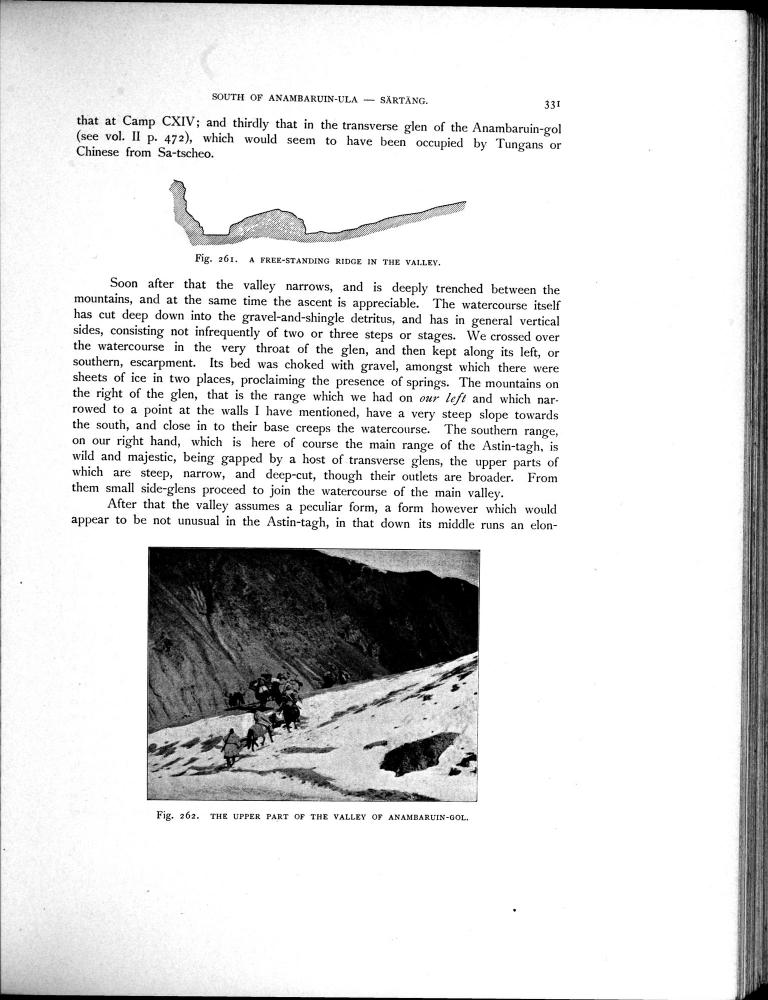 SOUTH OF ANAMBARUIN-ULA — SÄRTÄNG. 331
that at Camp CXIV; and thirdly that in the transverse glen of the Anambaruin-gol
(see vol. II p. 472), which would seem to have been occupied by Tungans or
Chinese from Sa-tscheo.
Fig. 261. A FREE-STANDING RIDGE IN THE VALLEY.
Soon after that the valley narrows, and is deeply trenched between the
mountains, and at the same time the ascent is appreciable. The watercourse itself
has cut deep down into the gravel-and-shingle detritus, and has in general vertical
sides, consisting not infrequently of two or three steps or stages. We crossed over
the watercourse in the very throat of the glen, and then kept along its left, or
southern, escarpment. Its bed was choked with gravel, amongst which there were
sheets of ice in two places, proclaiming the presence of springs. The mountains on
the right of the glen, that is the range which we had on our left and which nar-
rowed to a point at the walls I have mentioned, have a very steep slope towards
the south, and close in to their base creeps the watercourse. The southern range,
on our right hand, which is here of course the main range of the Astin-tagh, is
wild and majestic, being gapped by a host of transverse glens, the upper parts of
which are steep, narrow, and deep-cut, though their outlets are broader. From
them small side-glens proceed to join the watercourse of the main valley.
After that the valley assumes a peculiar form, a form however which would
appear to be not unusual in the Astin-tagh, in that down its middle runs an elon-
Fig. 262. THE UPPER PART OF THE VALLEY OF ANAMBARUIN-GOL.